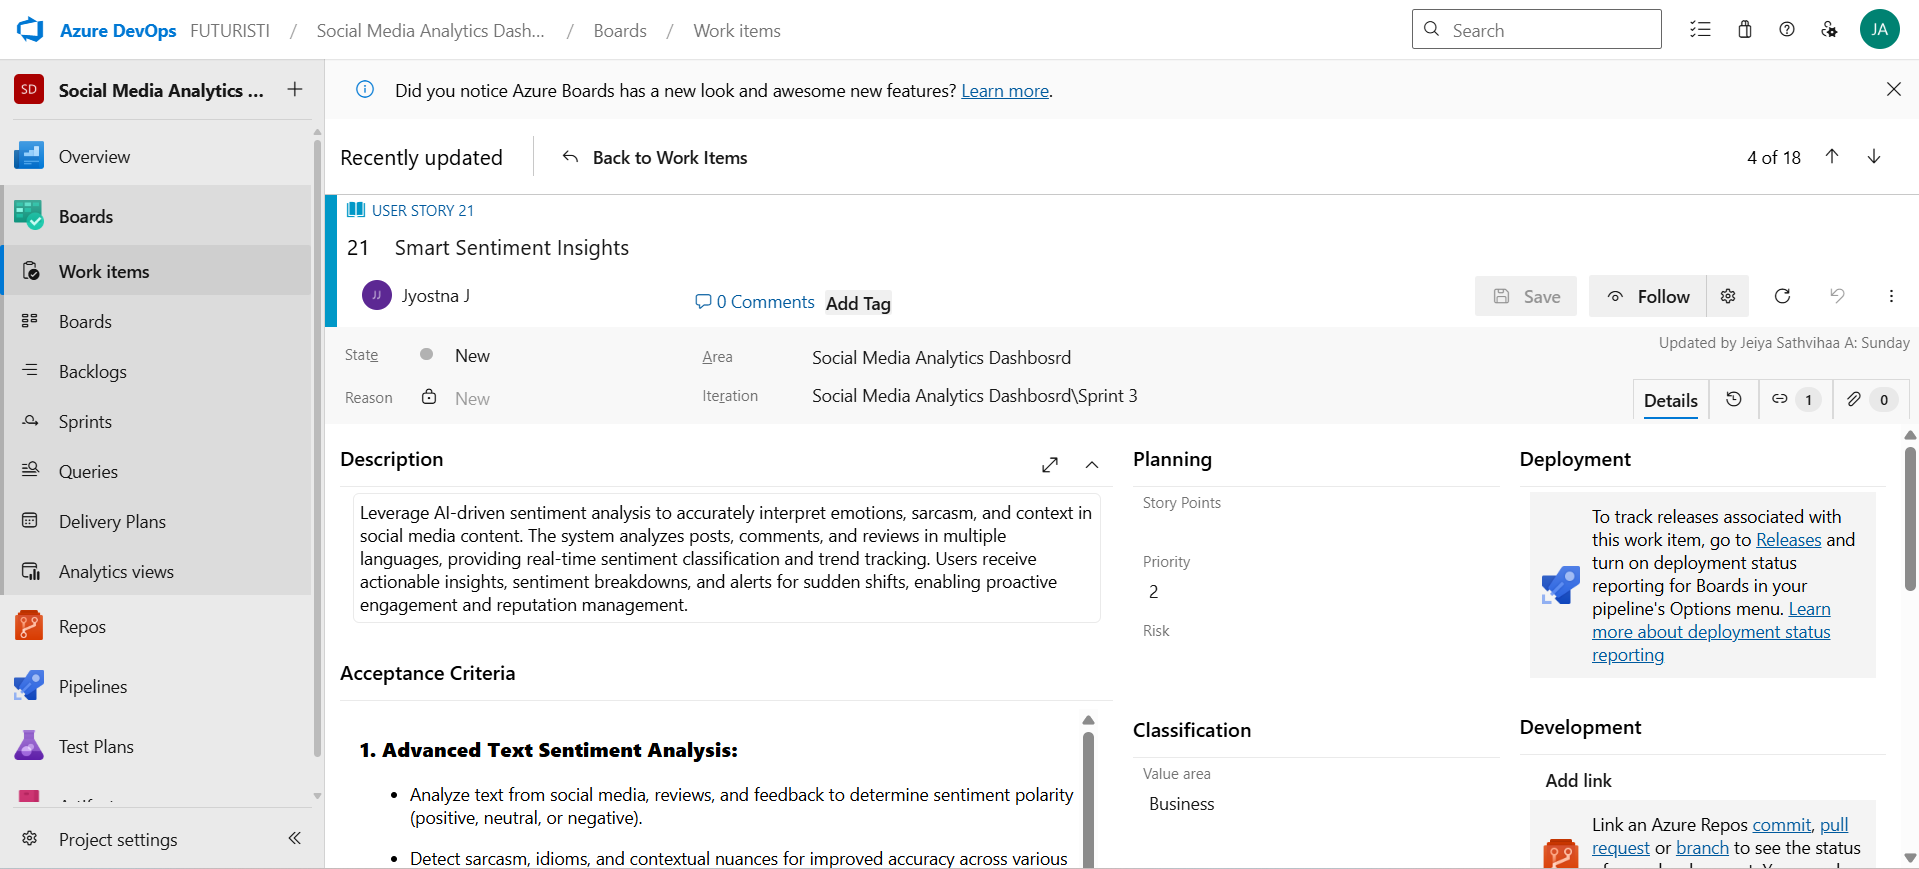 Azure DevOps FUTURISTI / Social Media Analytics Dash... / Boards / Work items
Search
JA
SD Social Media Analytics ...
Did you notice Azure Boards has a new look and awesome new features? Learn more.
Overview
Boards
Work items
Boards
Backlogs
Sprints
Queries
Delivery Plans
Analytics views
Repos
Pipelines
Test Plans
Project settings
Recently updated
Back to Work Items
4 of 18
USER STORY 21
21 Smart Sentiment Insights
JJ Jyostna J
0 Comments
Add Tag
Save
Follow
State New
Area Social Media Analytics Dashbosrd
Updated by Jeiya Sathvihaa A: Sunday
Reason New
Iteration Social Media Analytics Dashbosrd\Sprint 3
Details
1
0
Description
Leverage AI-driven sentiment analysis to accurately interpret emotions, sarcasm, and context in
social media content. The system analyzes posts, comments, and reviews in multiple
languages, providing real-time sentiment classification and trend tracking. Users receive
actionable insights, sentiment breakdowns, and alerts for sudden shifts, enabling proactive
engagement and reputation management.
Acceptance Criteria
1. Advanced Text Sentiment Analysis:
• Analyze text from social media, reviews, and feedback to determine sentiment polarity
(positive, neutral, or negative).
• Detect sarcasm, idioms, and contextual nuances for improved accuracy across various
Planning
Story Points
Priority
2
Risk
Classification
Value area
Business
Deployment
To track releases associated with
this work item, go to Releases and
turn on deployment status
reporting for Boards in your
pipeline's Options menu. Learn
more about deployment status
reporting
Development
Add link
Link an Azure Repos commit, pull
request or branch to see the status